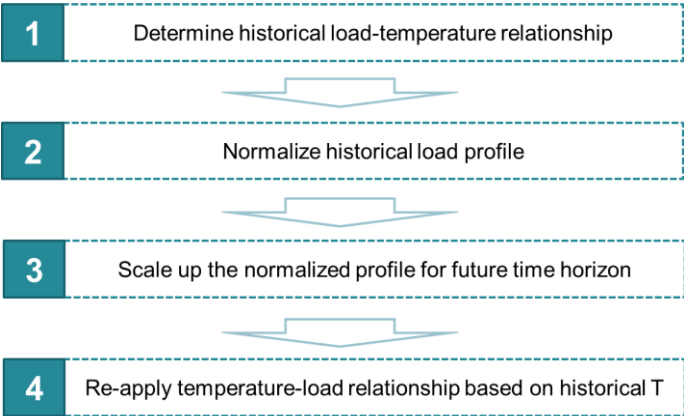 1 Determine historical load-temperature relationship
2 Normalize historical load profile
3 Scale up the normalized profile for future time horizon
4 Re-apply temperature-load relationship based on historical T